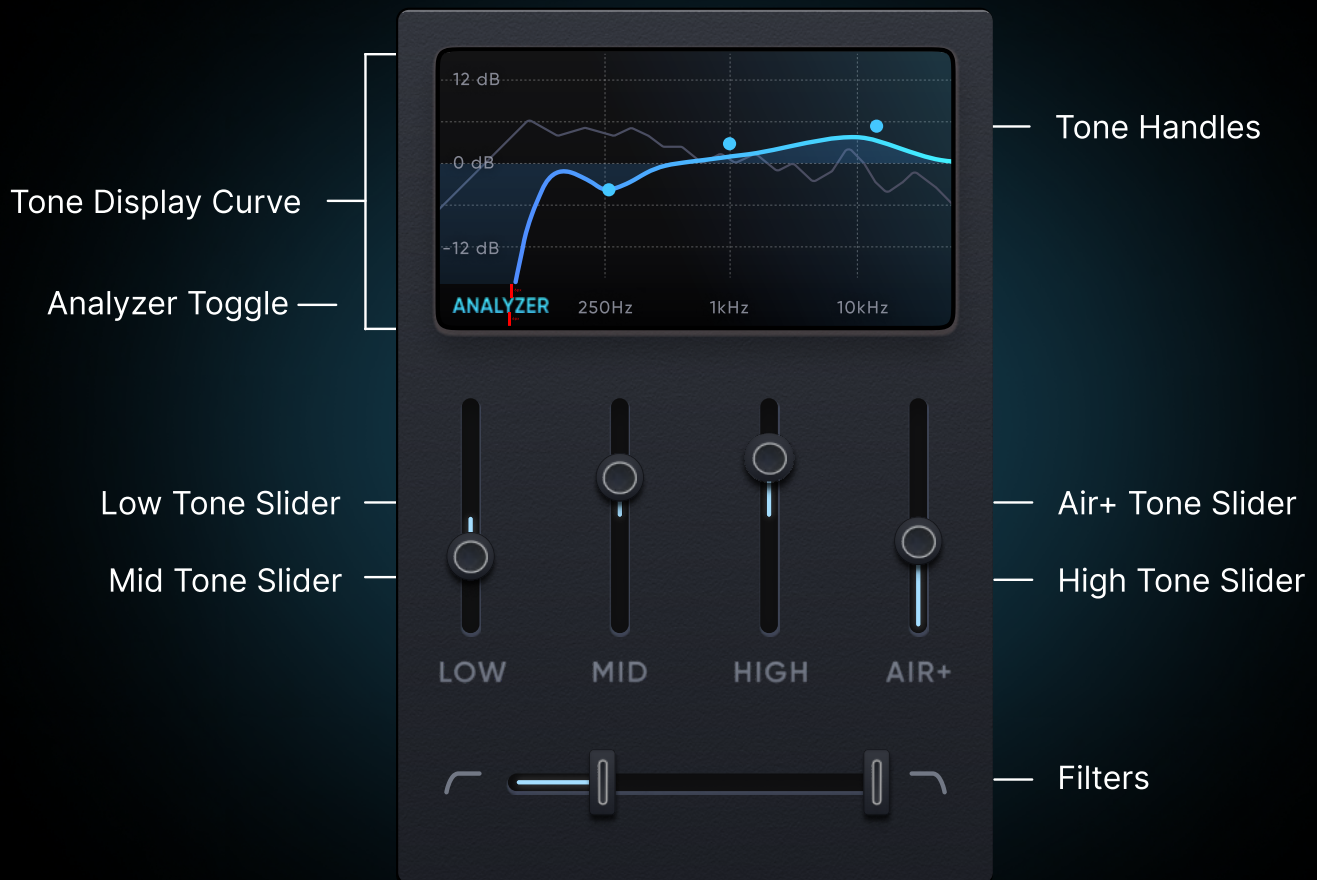 12 dB
Tone Handles
0 dB
Tone Display Curve
-12 dB
Analyzer Toggle
ANALYZER 250Hz 1kHz 10kHz
Low Tone Slider
Air+ Tone Slider
Mid Tone Slider
High Tone Slider
LOW MID HIGH AIR+
Filters